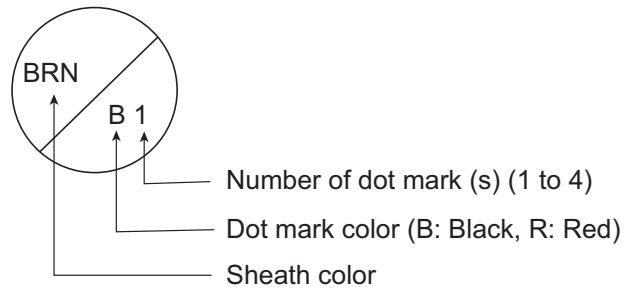 BRN
B 1
Number of dot mark (s) (1 to 4)
Dot mark color (B: Black, R: Red)
Sheath color